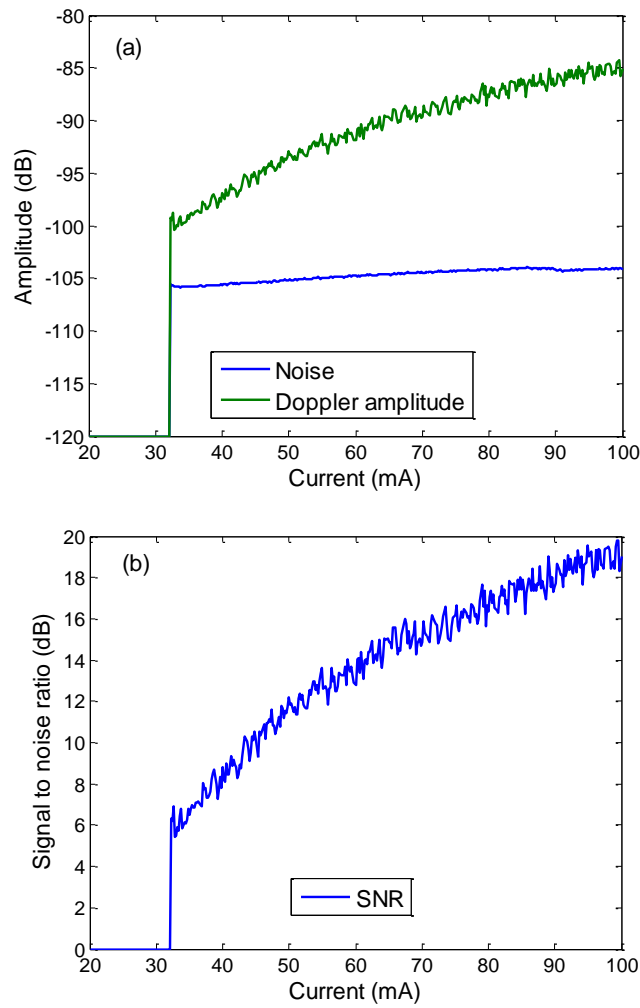 (a)
Amplitude (dB)
-80
-85
-90
-95
-100
-105
-110
-115
-120
Noise
Doppler amplitude
20 30 40 50 60 70 80 90 100
Current (mA)
(b)
Signal to noise ratio (dB)
20
18
16
14
12
10
8
6
4
2
0
SNR
20 30 40 50 60 70 80 90 100
Current (mA)